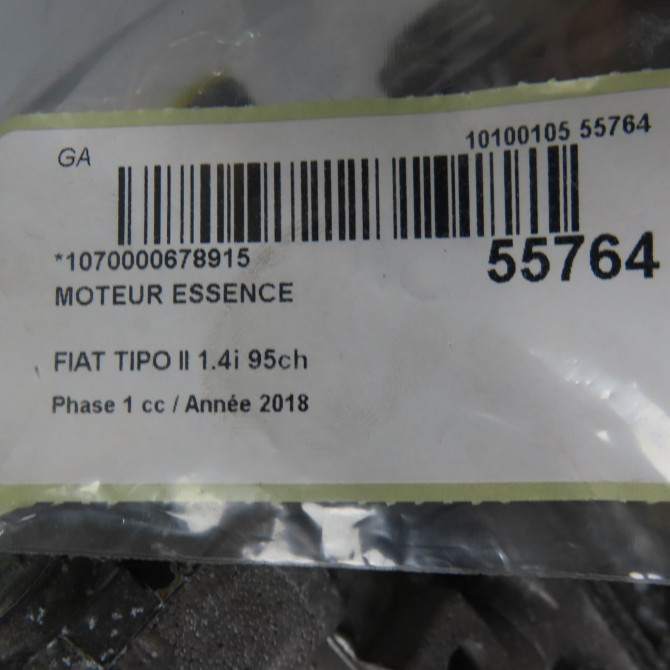 GA
10100105 55764
*1070000678915
55764
MOTEUR ESSENCE
FIAT TIPO II 1.4i 95ch
Phase 1 cc / Année 2018